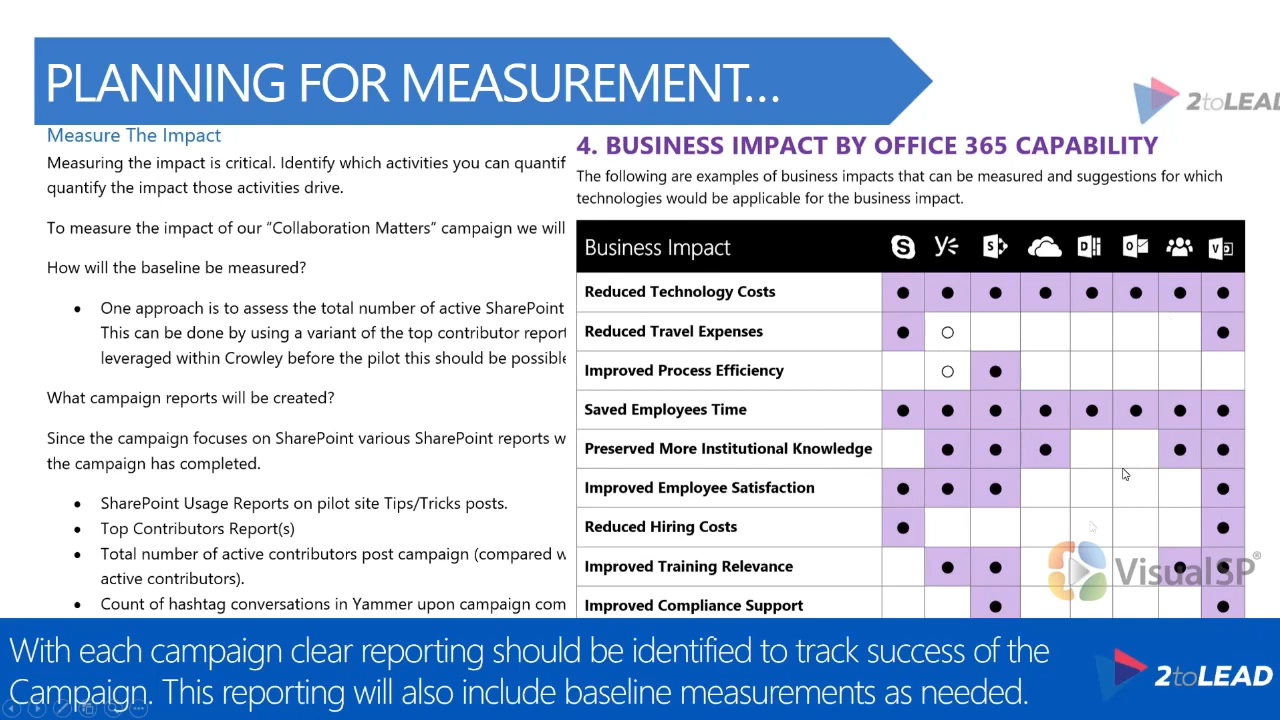 PLANNING FOR MEASUREMENT...
2toLEAD
Measure The Impact
Measuring the impact is critical. Identify which activities you can quantif
quantify the impact those activities drive.
To measure the impact of our “Collaboration Matters” campaign we will
How will the baseline be measured?
• One approach is to assess the total number of active SharePoint
This can be done by using a variant of the top contributor report
leveraged within Crowley before the pilot this should be possible
What campaign reports will be created?
Since the campaign focuses on SharePoint various SharePoint reports w
the campaign has completed.
• SharePoint Usage Reports on pilot site Tips/Tricks posts.
• Top Contributors Report(s)
• Total number of active contributors post campaign (compared w
active contributors).
• Count of hashtag conversations in Yammer upon campaign com
4. BUSINESS IMPACT BY OFFICE 365 CAPABILITY
The following are examples of business impacts that can be measured and suggestions for which
technologies would be applicable for the business impact.
Business Impact
Reduced Technology Costs
Reduced Travel Expenses
Improved Process Efficiency
Saved Employees Time
Preserved More Institutional Knowledge
Improved Employee Satisfaction
Reduced Hiring Costs
Improved Training Relevance
Improved Compliance Support
VisualSP®
With each campaign clear reporting should be identified to track success of the
Campaign. This reporting will also include baseline measurements as needed.
2toLEAD